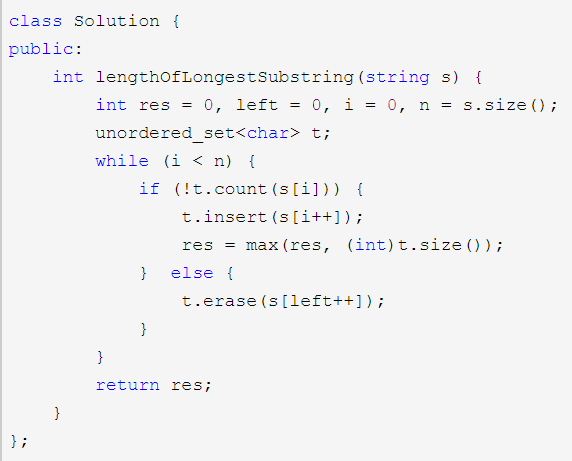 class Solution {
public:
    int lengthOfLongestSubstring(string s) {
        int res = 0, left = 0, i = 0, n = s.size();
        unordered_set<char> t;
        while (i < n) {
            if (!t.count(s[i])) {
                t.insert(s[i++]);
                res = max(res, (int)t.size());
            }  else {
                t.erase(s[left++]);
            }
        }
        return res;
    }
};